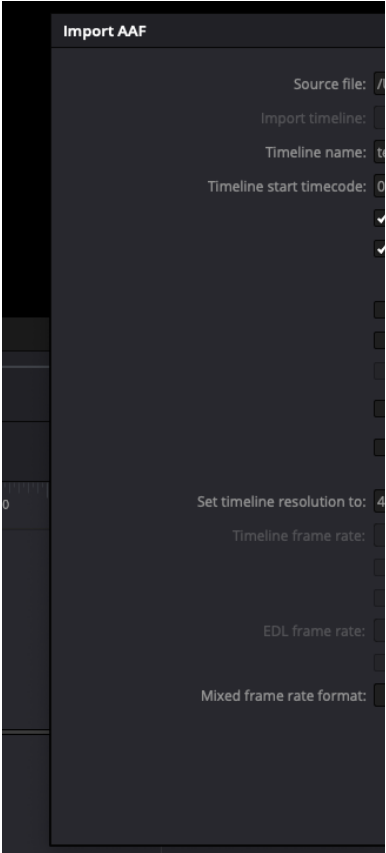 Import AAF
Source file: /
Import timeline:
Timeline name: te
Timeline start timecode: 0
Set timeline resolution to: 4
0
Timeline frame rate:
EDL frame rate:
Mixed frame rate format: